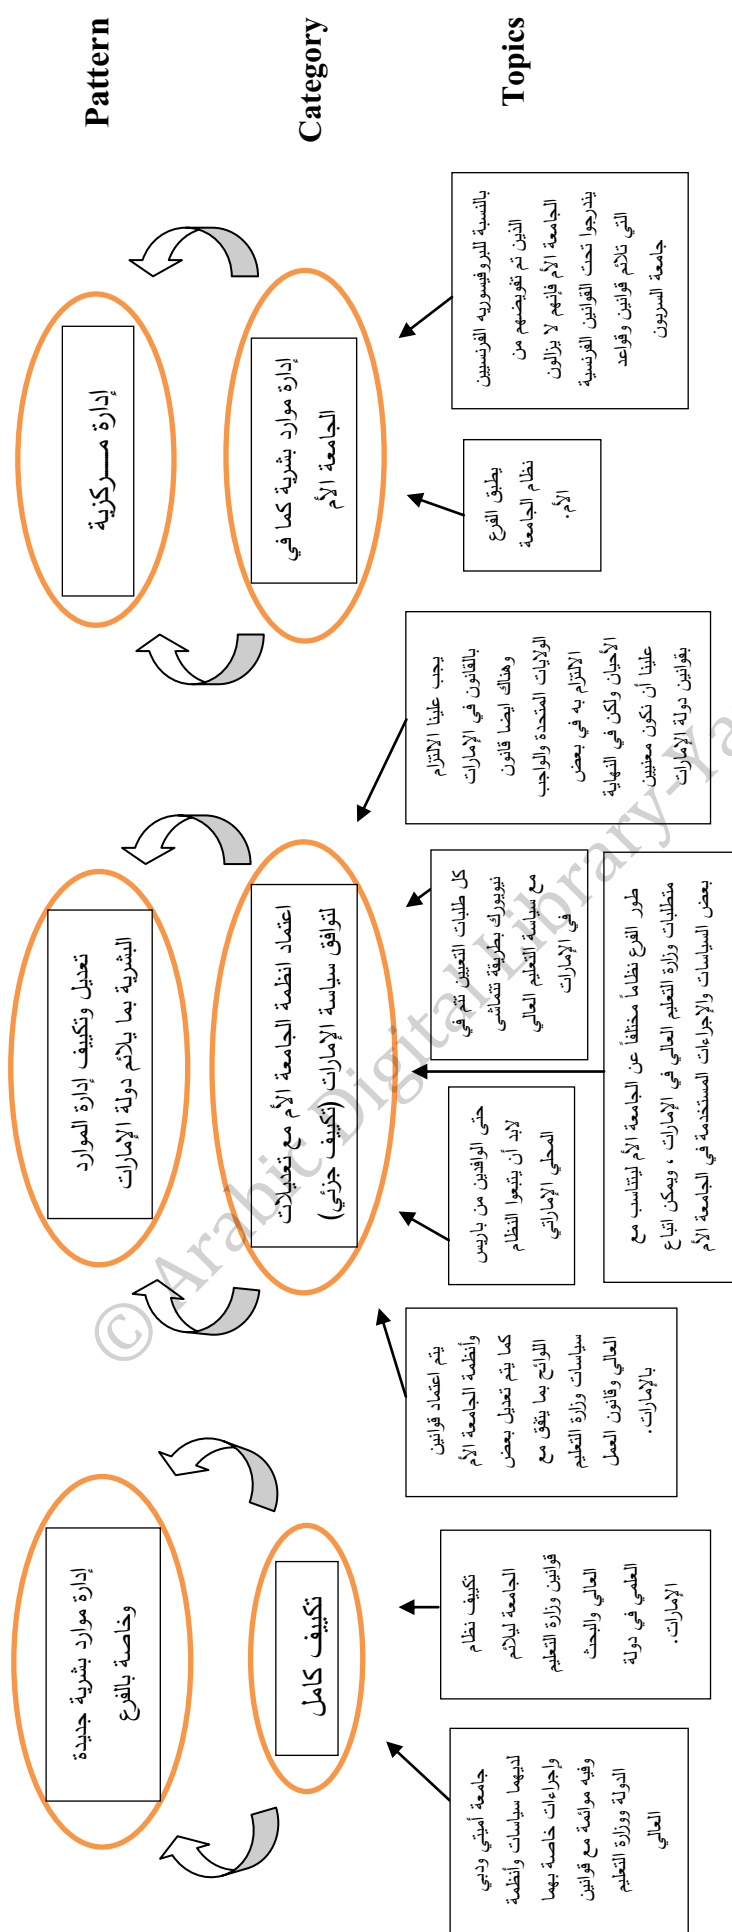 Pattern
إدارة مـــركزية
تعديل وتكييف إدارة الموارد
البشرية بما يلائم دولة الإمارات
إدارة موارد بشرية جديدة
وخاصة بالفرع
Category
إدارة موارد بشرية كما في
الجامعة الأم
اعتماد انظمة الجامعة الأم مع تعديلات
لتوافق سياسة الإمارات (تكييف جزئي)
تكييف كامل
Topics
بالنسبة للبروفيسوريه الفرنسيين
الذين تم تفويضهم من
الجامعة الأم فإنهم لا يزالون
يندرجوا تحت القوانين الفرنسية
التي تلائم قوانين وقواعد
جامعة السربون
يطبق الفرع
نظام الجامعة
الأم.
يجب علينا الالتزام
بالقانون في الإمارات
وهناك ايضا قانون
الولايات المتحدة والواجب
الالتزام به في بعض
الأحيان ولكن في النهاية
علينا أن نكون معنيين
بقوانين دولة الإمارات
كل طلبات التعيين تتم في
نيويورك بطريقة تتماشى
مع سياسة التعليم العالي
في الإمارات
طور الفرع نظاماً مختلفاً عن الجامعة الأم ليتناسب مع
متطلبات وزارة التعليم العالي في الإمارات ، ويمكن اتباع
بعض السياسات والإجراءات المستخدمة في الجامعة الأم
حتى الوافدين من باريس
لابد أن يتبعوا النظام
المحلي الإماراتي
يتم اعتماد قوانين
وأنظمة الجامعة الأم
كما يتم تعديل بعض
اللوائح بما يتفق مع
سياسات وزارة التعليم
العالي وقانون العمل
بالإمارات.
تكييف نظام
الجامعة ليلائم
قوانين وزارة التعليم
العالي والبحث
العلمي في دولة
الإمارات.
جامعة أميتي ودبي
لديهما سياسات وأنظمة
وإجراءات خاصة بهما
وفيه موائمة مع قوانين
الدولة ووزارة التعليم
العالي
© Arabic Digital Library-Ya